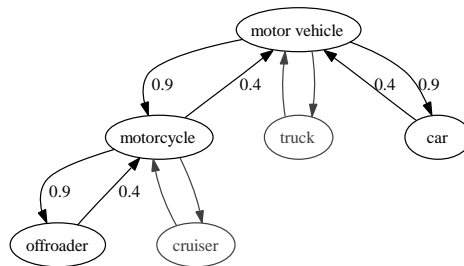 motor vehicle
0.9
0.4
0.4
0.9
motorcycle
truck
car
0.9
0.4
offroader
cruiser